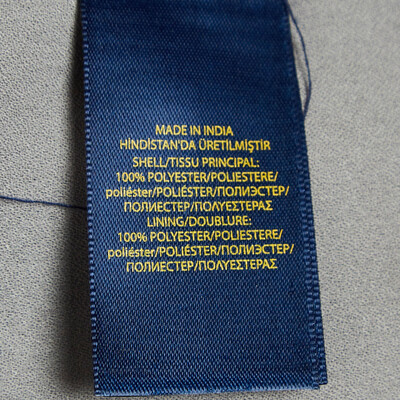 MADE IN INDIA
HİNDİSTAN'DA ÜRETİLMİŞTİR
SHELL/TISSU PRINCIPAL:
100% POLYESTER/POLIESTERE/
poliéster/POLIÉSTER/ПОЛИЭСТЕР/
ПОЛИЕСТЕР/ΠΟΛΥΕΣΤΕΡΑΣ
LINING/DOUBLURE:
100% POLYESTER/POLIESTERE/
poliéster/POLIÉSTER/ПОЛИЭСТЕР/
ПОЛИЕСТЕР/ΠΟΛΥΕΣΤΕΡΑΣ